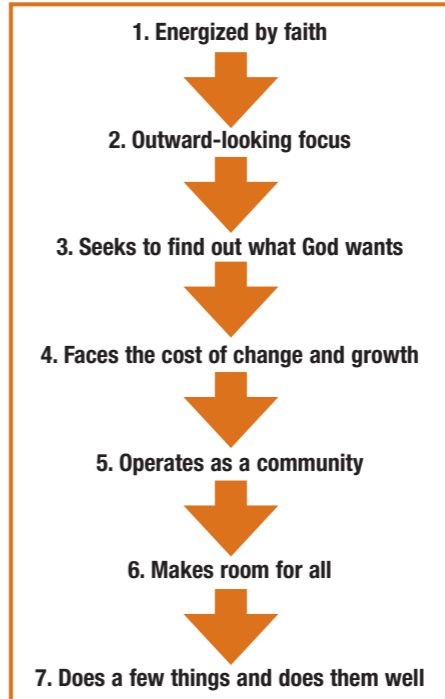 1. Energized by faith
2. Outward-looking focus
3. Seeks to find out what God wants
4. Faces the cost of change and growth
5. Operates as a community
6. Makes room for all
7. Does a few things and does them well